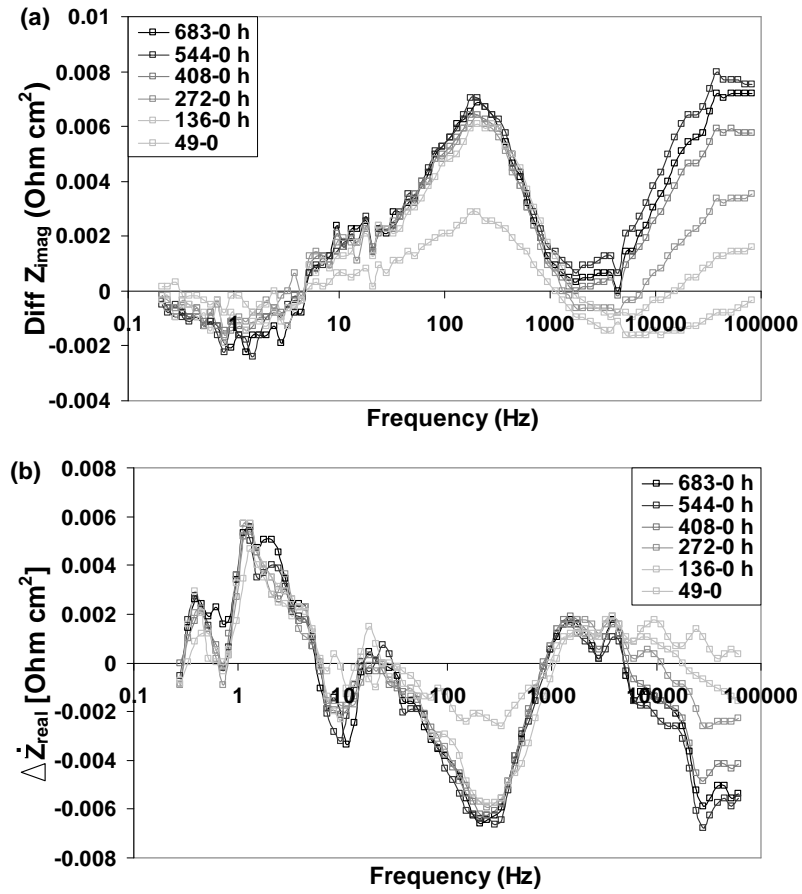 (a)
0.01
0.008
0.006
0.004
0.002
0
-0.002
-0.004
Diff Zimag (Ohm cm2)
683-0 h
544-0 h
408-0 h
272-0 h
136-0 h
49-0
0.1
1
10
100
1000
10000
100000
Frequency (Hz)
(b)
0.008
0.006
0.004
0.002
0
-0.002
-0.004
-0.006
-0.008
ΔŻreal [Ohm cm2]
683-0 h
544-0 h
408-0 h
272-0 h
136-0 h
49-0
0.1
1
10
100
1000
10000
100000
Frequency (Hz)